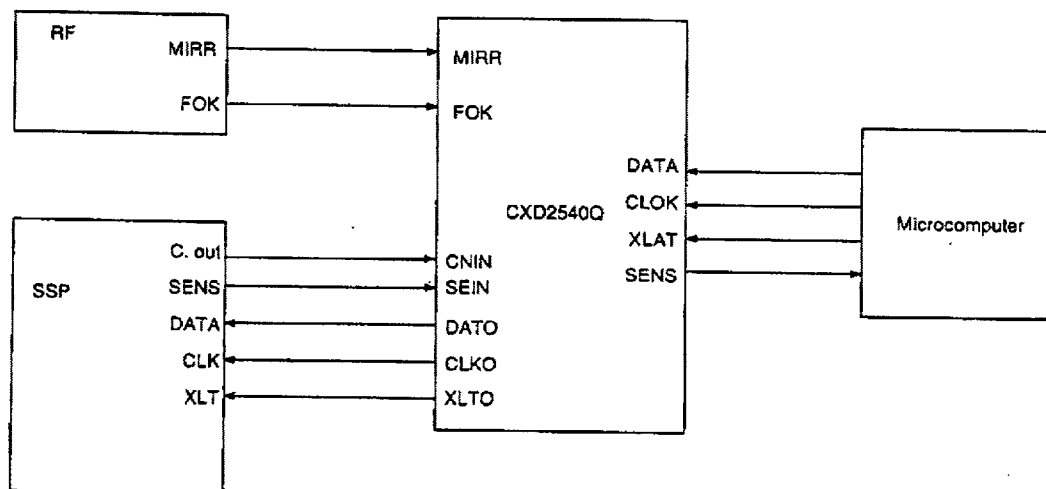 RF
MIRR
FOK
MIRR
FOK
SSP
C. out
SENS
DATA
CLK
XLT
CNIN
SEIN
DATO
CLKO
XLTO
CXD2540Q
DATA
CLOK
XLAT
SENS
Microcomputer